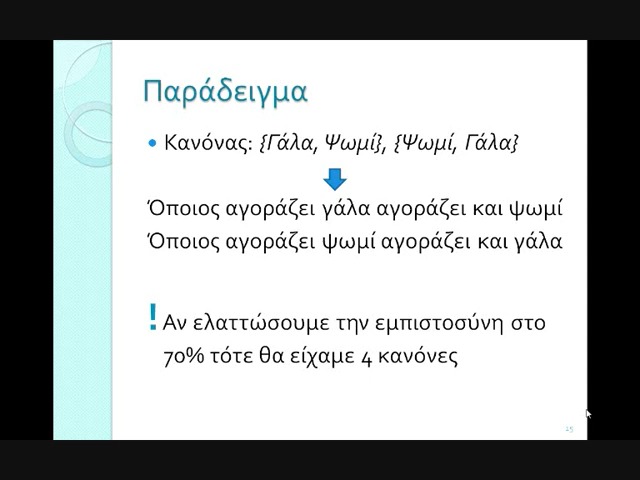 Παράδειγμα
Κανόνας: {Γάλα, Ψωμί}, {Ψωμί, Γάλα}
Όποιος αγοράζει γάλα αγοράζει και ψωμί
Όποιος αγοράζει ψωμί αγοράζει και γάλα
! Αν ελαττώσουμε την εμπιστοσύνη στο
70% τότε θα είχαμε 4 κανόνες
15